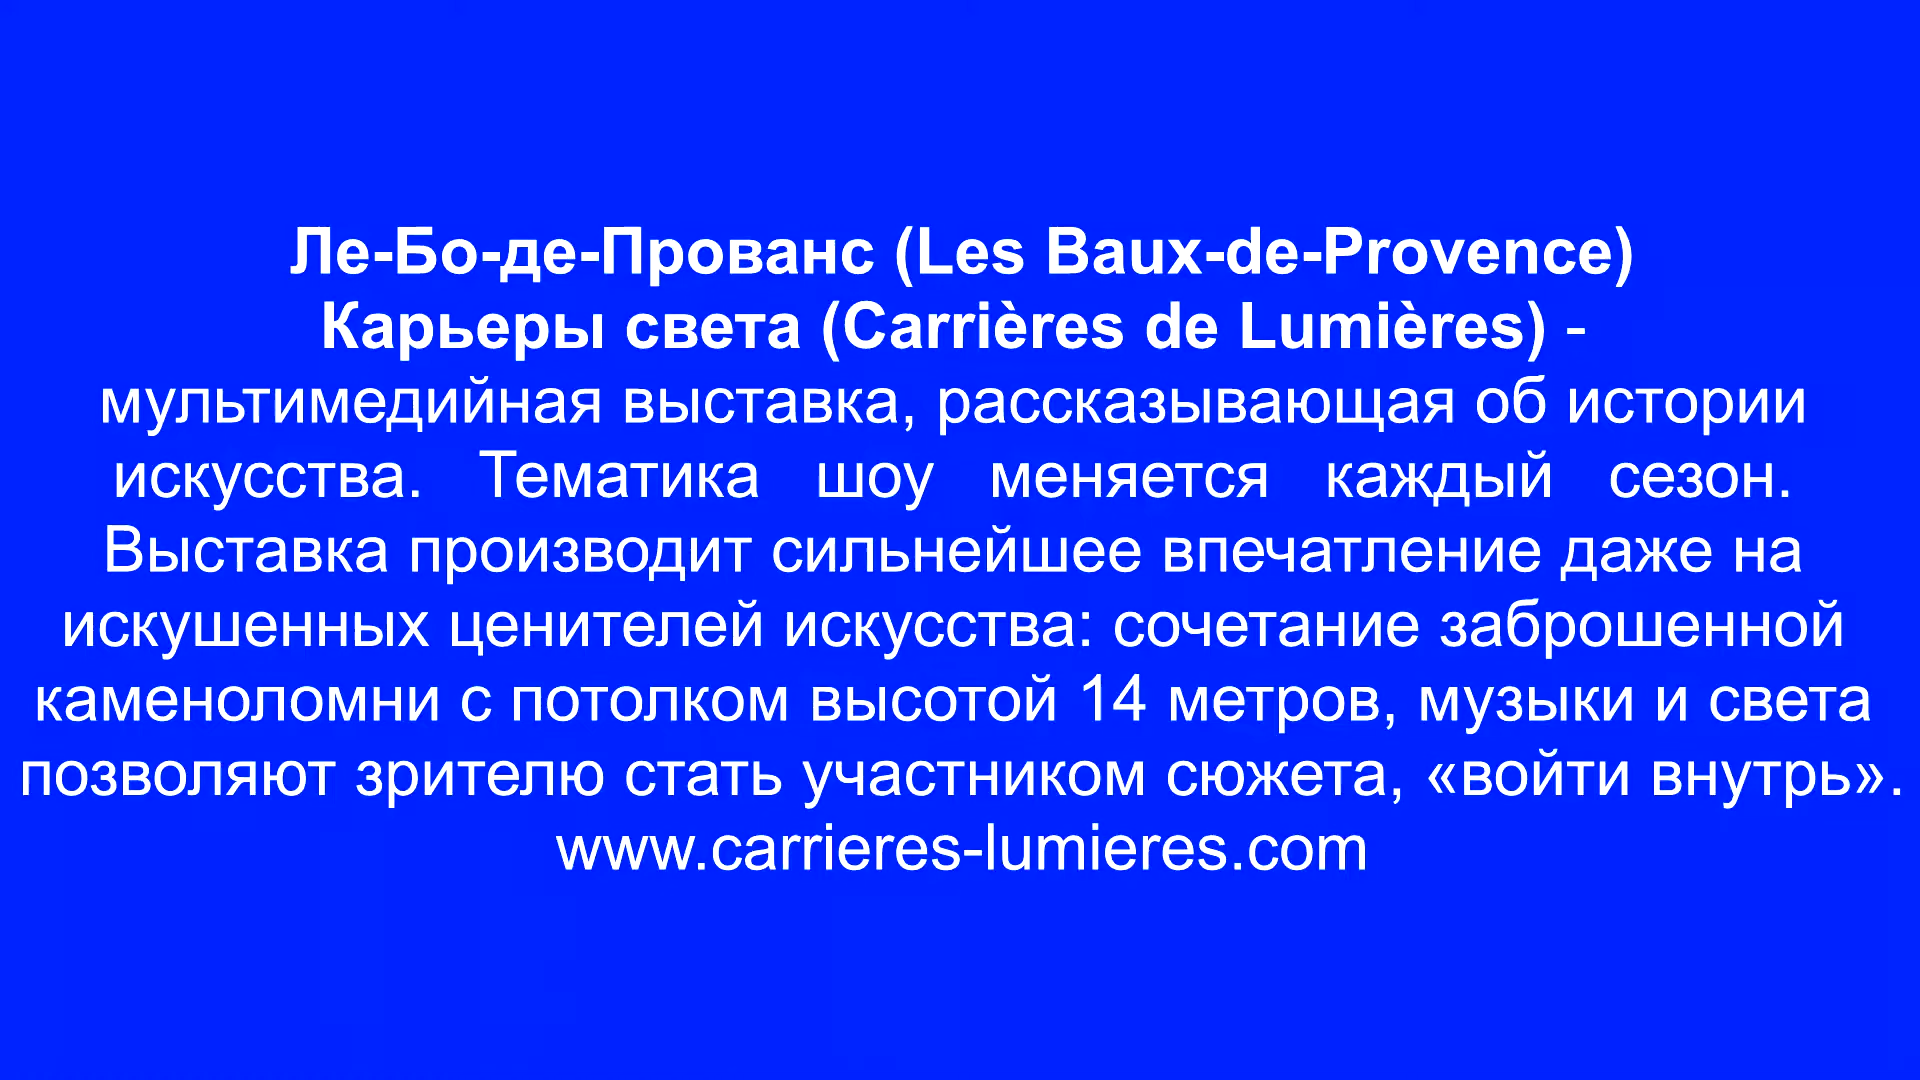 Ле-Бо-де-Прованс (Les Baux-de-Provence)
Карьеры света (Carrières de Lumières) -
мультимедийная выставка, рассказывающая об истории
искусства. Тематика шоу меняется каждый сезон.
Выставка производит сильнейшее впечатление даже на
искушенных ценителей искусства: сочетание заброшенной
каменоломни с потолком высотой 14 метров, музыки и света
позволяют зрителю стать участником сюжета, «войти внутрь».
www.carrieres-lumieres.com